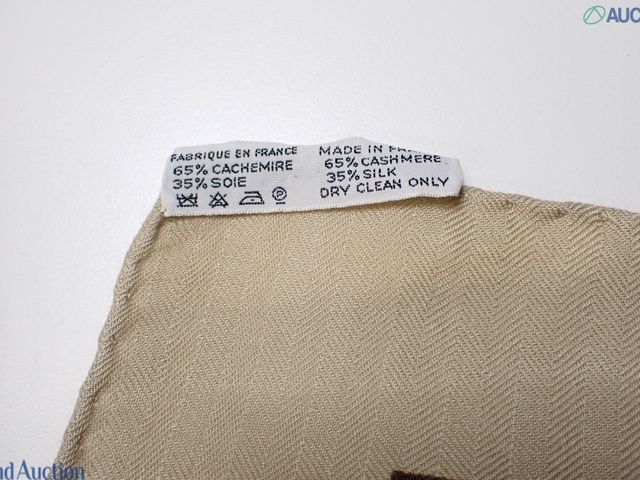 AUC
FABRIQUE EN FRANCE
65% CACHEMIRE
35% SOIE
MADE IN FRA
65% CASHMERE
35% SILK
DRY CLEAN ONLY
nd Auction